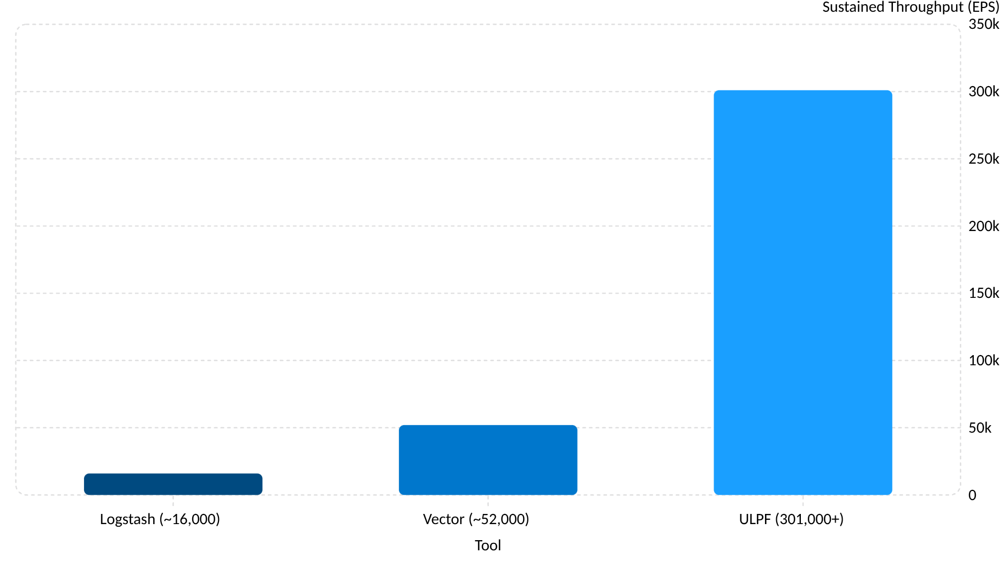 Sustained Throughput (EPS)
350k
300k
250k
200k
150k
100k
50k
0
Logstash (~16,000)
Vector (~52,000)
ULPF (301,000+)
Tool